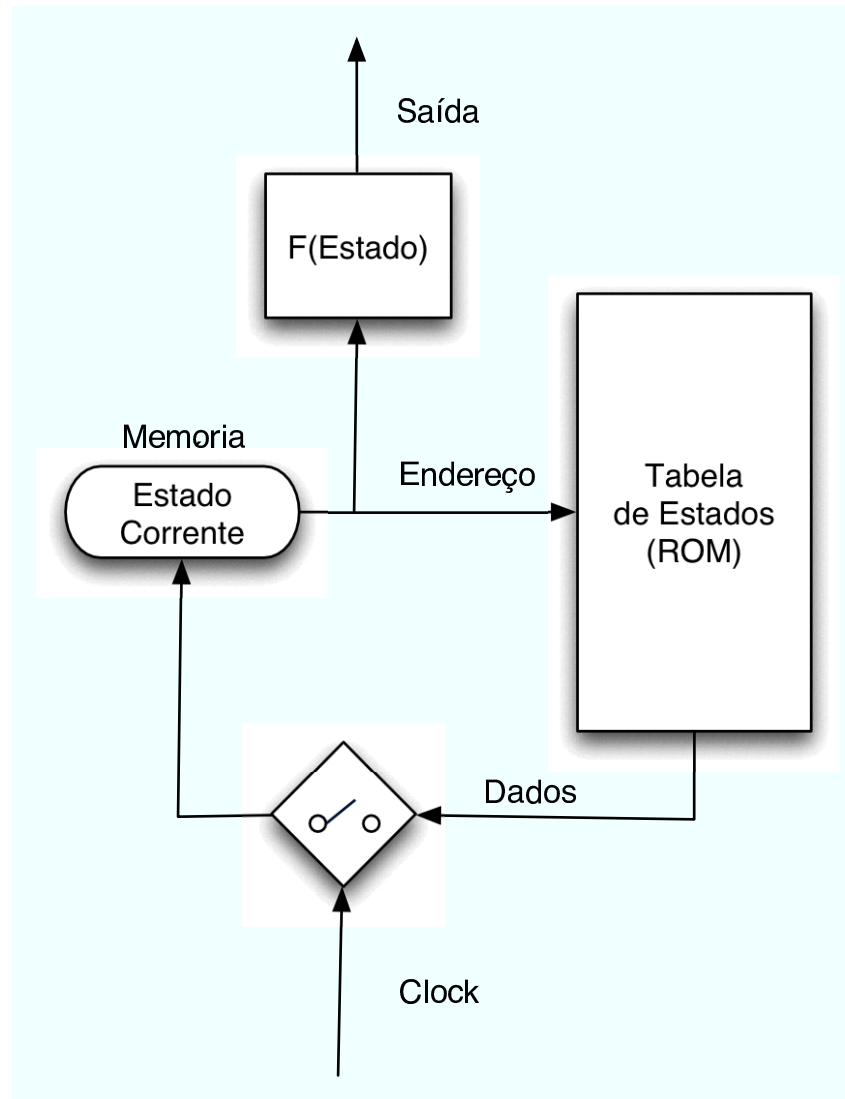 Saída
F(Estado)
Memoria
Estado
Corrente
Endereço
Tabela
de Estados
(ROM)
Dados
Clock